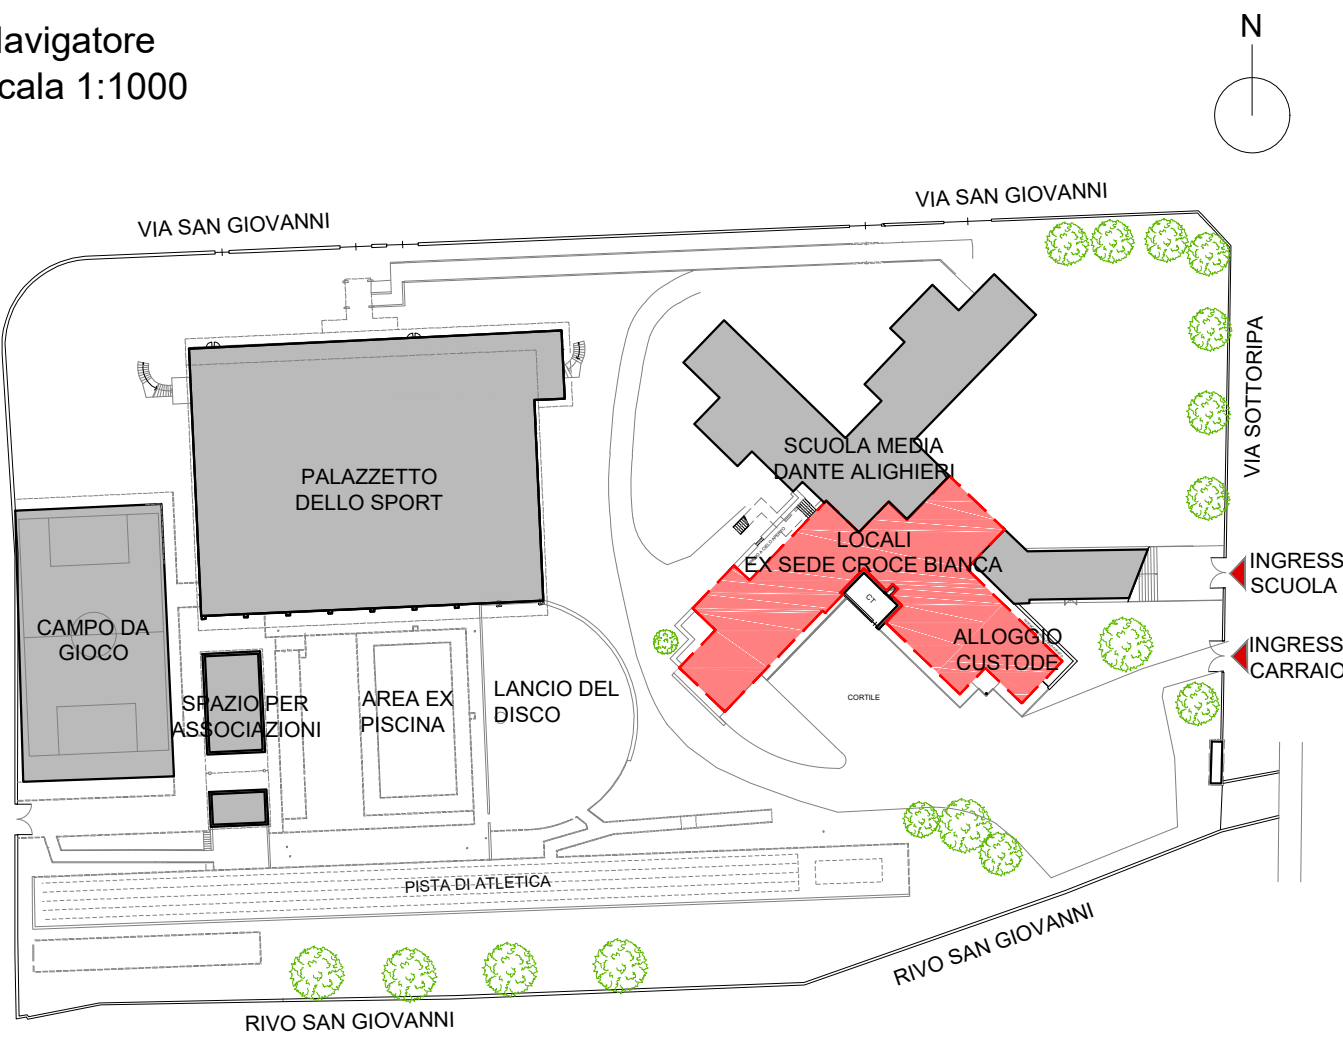 lavigatore
cala 1:1000
N
VIA SAN GIOVANNI
VIA SAN GIOVANNI
VIA SOTTORIPA
SCUOLA MEDIA
DANTE ALIGHIERI
PALAZZETTO
DELLO SPORT
LOCALI
EX SEDE CROCE BIANCA
CT
INGRESS
SCUOLA
CAMPO DA
GIOCO
ALLOGGIO
CUSTODE
INGRESS
CARRAIO
SPAZIO PER
ASSOCIAZIONI
AREA EX
PISCINA
LANCIO DEL
DISCO
CORTILE
PISTA DI ATLETICA
RIVO SAN GIOVANNI
RIVO SAN GIOVANNI